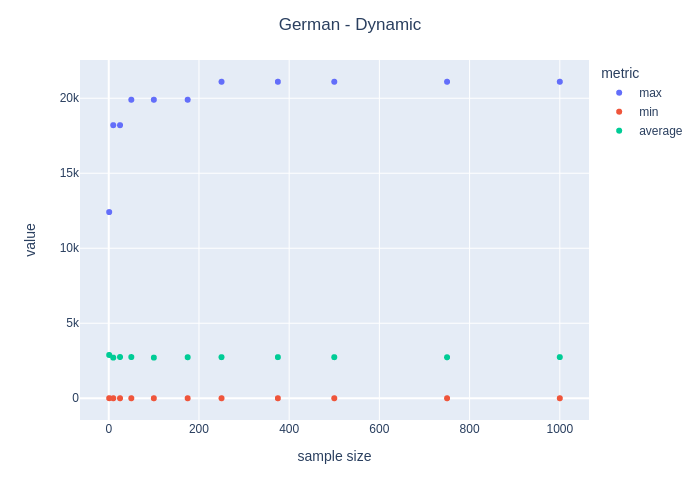 German - Dynamic
metric
max
min
average
value
20k
15k
10k
5k
0
0
200
400
600
800
1000
sample size